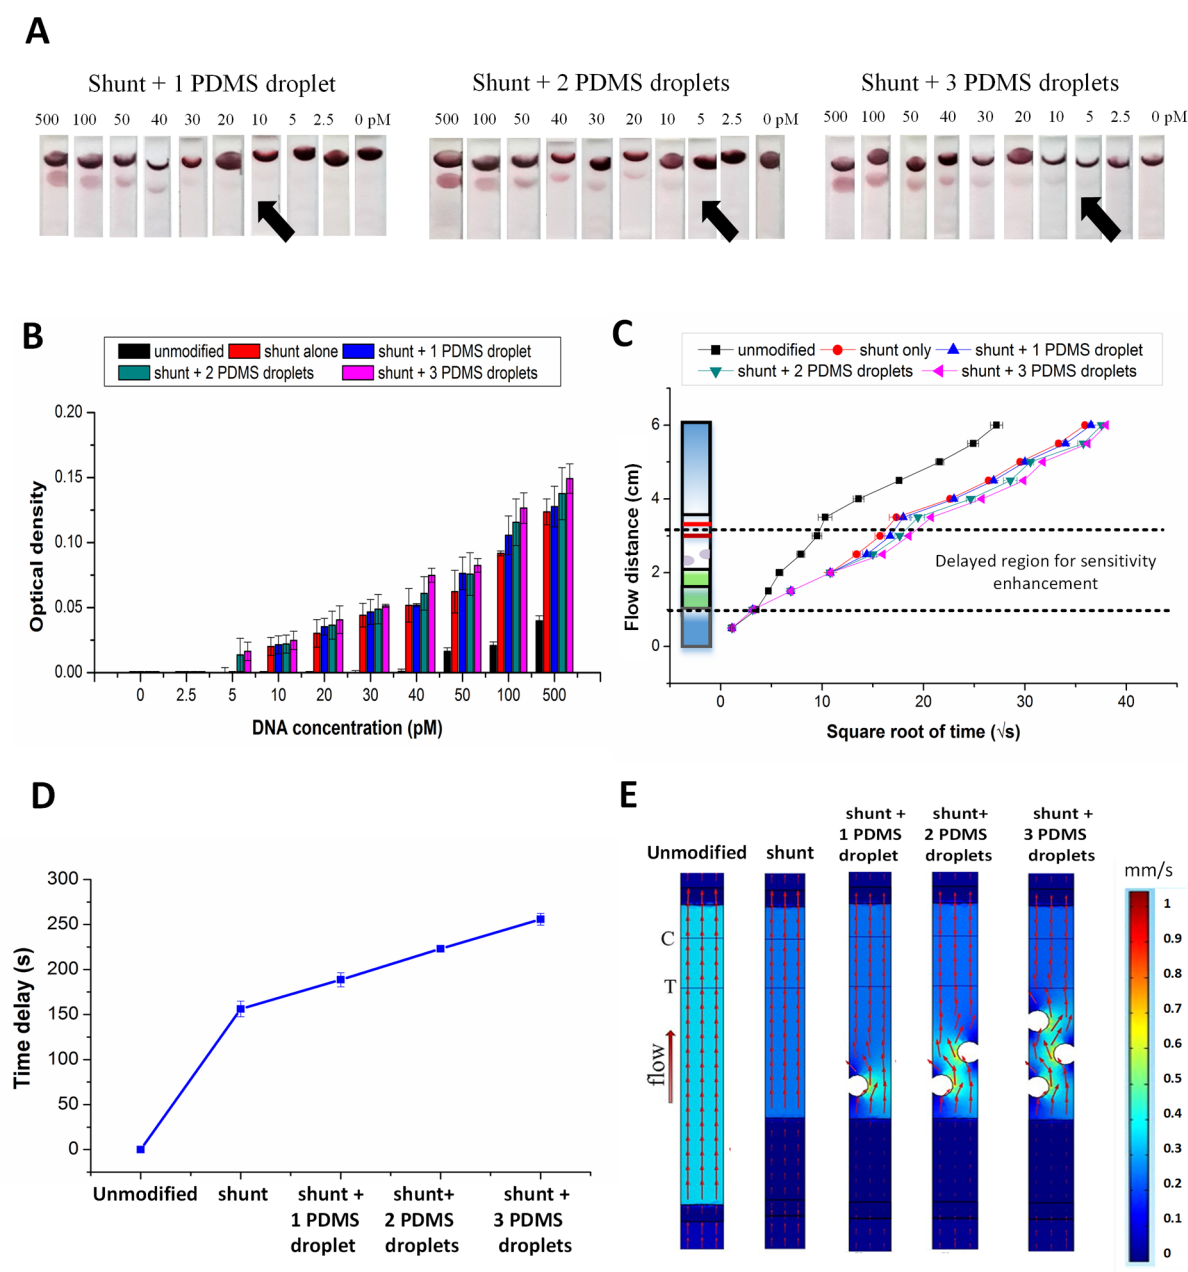 A
Shunt + 1 PDMS droplet
500 100 50 40 30 20 10 5 2.5 0 pM
Shunt + 2 PDMS droplets
500 100 50 40 30 20 10 5 2.5 0 pM
Shunt + 3 PDMS droplets
500 100 50 40 30 20 10 5 2.5 0 pM
B
unmodified shunt alone shunt + 1 PDMS droplet
shunt + 2 PDMS droplets shunt + 3 PDMS droplets
Optical density
0.20
0.15
0.10
0.05
0.00
0 2.5 5 10 20 30 40 50 100 500
DNA concentration (pM)
C
unmodified shunt only shunt + 1 PDMS droplet
shunt + 2 PDMS droplets shunt + 3 PDMS droplets
Flow distance (cm)
6
4
2
0
Delayed region for sensitivity
enhancement
0 10 20 30 40
Square root of time (√s)
D
Time delay (s)
300
250
200
150
100
50
0
Unmodified
shunt
shunt +
1 PDMS
droplet
shunt+
2 PDMS
droplets
shunt +
3 PDMS
droplets
E
Unmodified
shunt
shunt +
1 PDMS
droplet
shunt+
2 PDMS
droplets
shunt +
3 PDMS
droplets
C
T
flow
mm/s
1
0.9
0.8
0.7
0.6
0.5
0.4
0.3
0.2
0.1
0